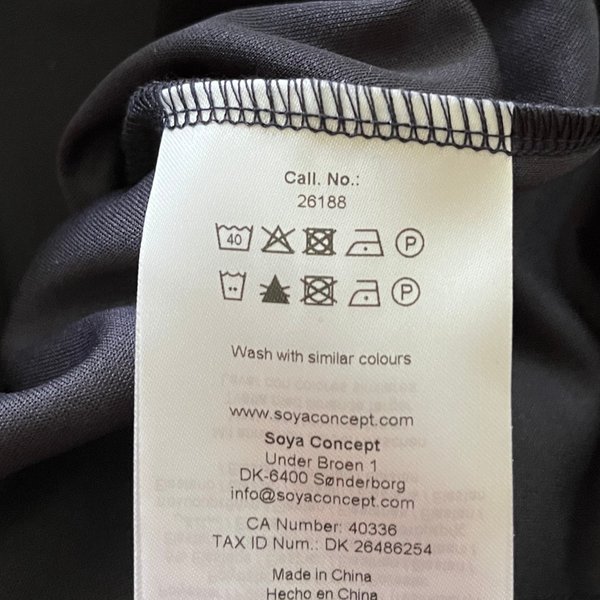 Call. No.:
26188
40 P
P
Wash with similar colours
www.soyaconcept.com
Soya Concept
Under Broen 1
DK-6400 Sønderborg
info@soyaconcept.com
CA Number: 40336
TAX ID Num.: DK 26486254
Made in China
Hecho en China